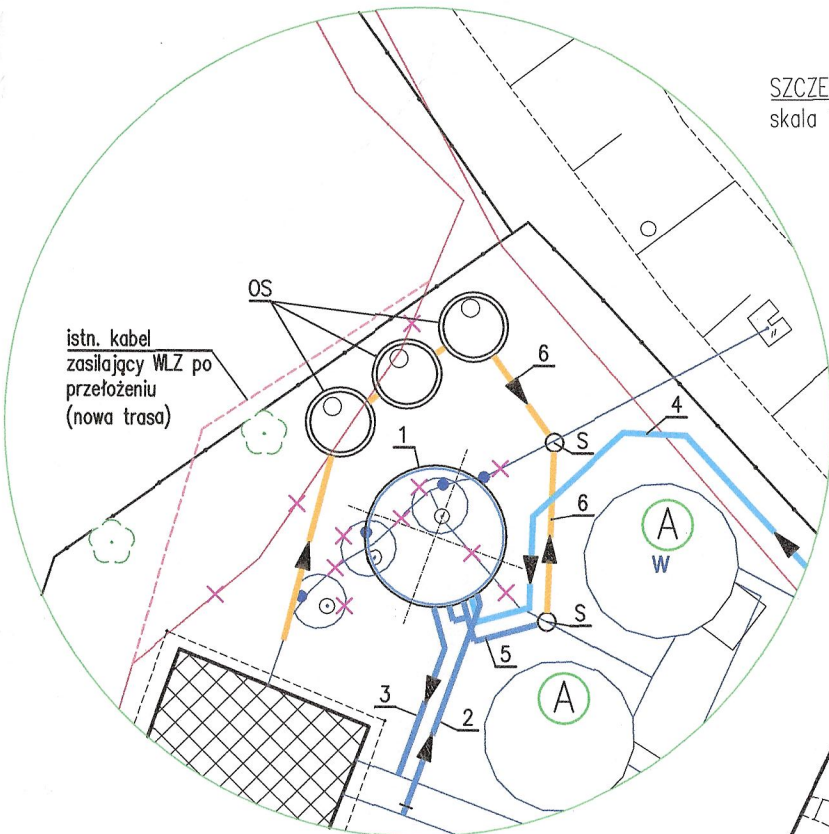 SZCZE
skala
OS
istn. kabel
zasilający WLZ po
przełożeniu
(nowa trasa)
6
4
1
S
6
A
W
S
5
3
2
A